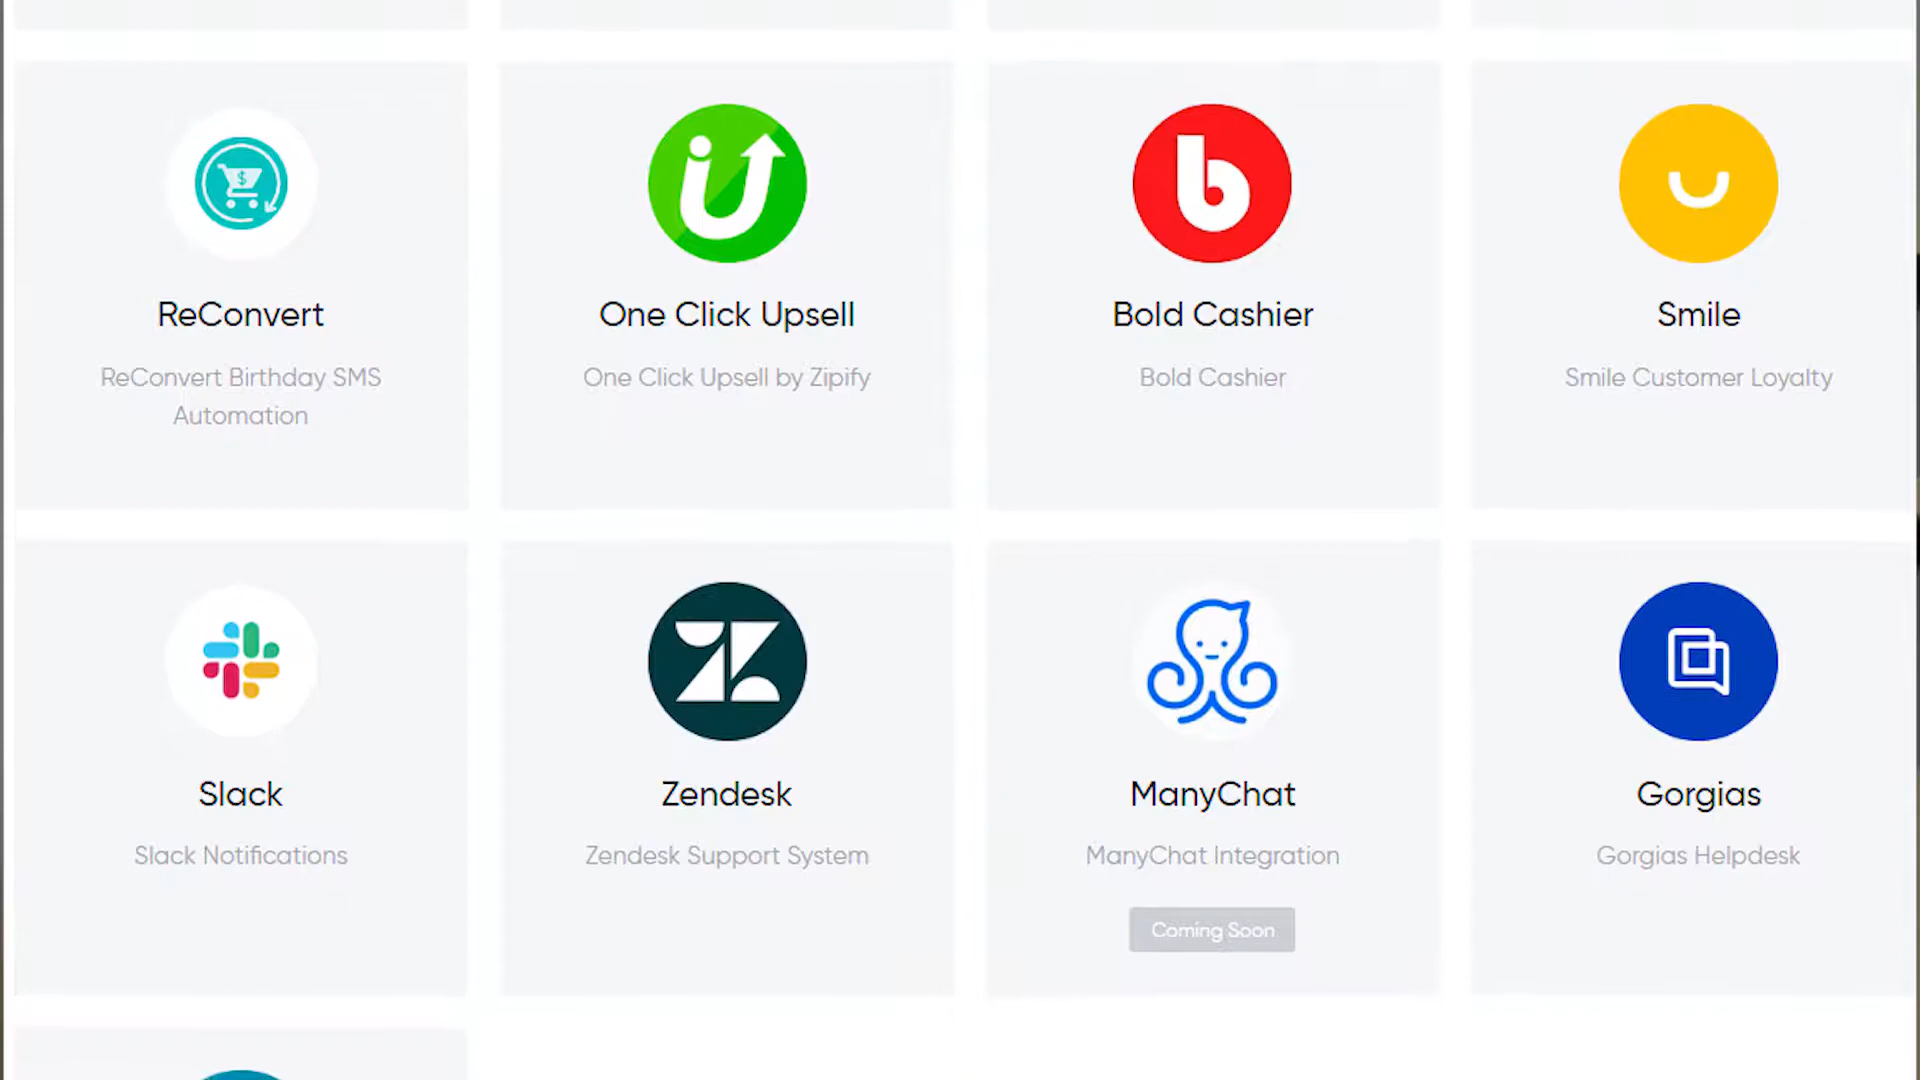 ReConvert
ReConvert Birthday SMS
Automation
One Click Upsell
One Click Upsell by Zipify
Bold Cashier
Bold Cashier
Smile
Smile Customer Loyalty
Slack
Slack Notifications
Zendesk
Zendesk Support System
ManyChat
ManyChat Integration
Coming Soon
Gorgias
Gorgias Helpdesk